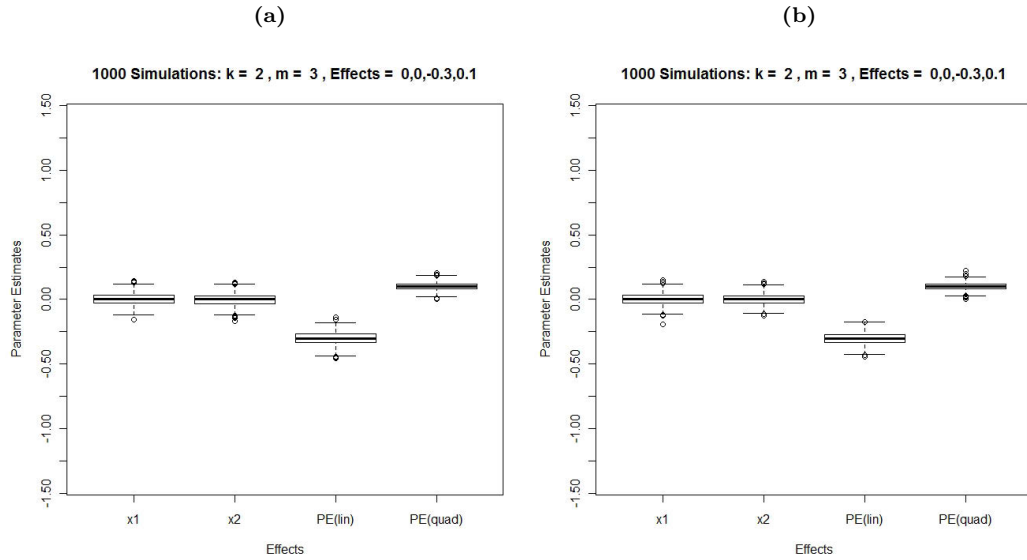 (a)
1000 Simulations: k = 2 , m = 3 , Effects = 0,0,-0.3,0.1
Parameter Estimates
1.50
1.00
0.50
0.00
-0.50
-1.00
-1.50
x1 x2 PE(lin) PE(quad)
Effects
(b)
1000 Simulations: k = 2 , m = 3 , Effects = 0,0,-0.3,0.1
Parameter Estimates
1.50
1.00
0.50
0.00
-0.50
-1.00
-1.50
x1 x2 PE(lin) PE(quad)
Effects